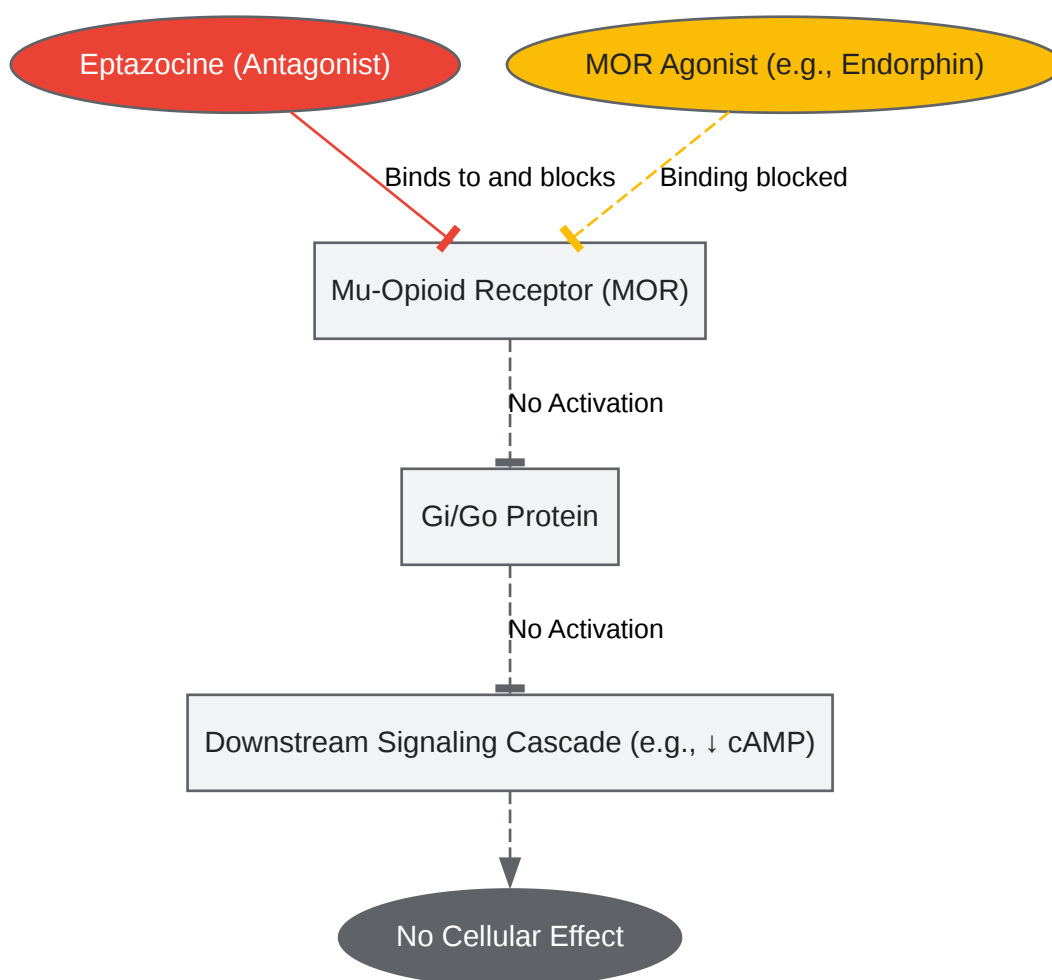 Eptazocine (Antagonist)
MOR Agonist (e.g., Endorphin)
Binds to and blocks
Binding blocked
Mu-Opioid Receptor (MOR)
No Activation
Gi/Go Protein
No Activation
Downstream Signaling Cascade (e.g., ↓ cAMP)
No Cellular Effect